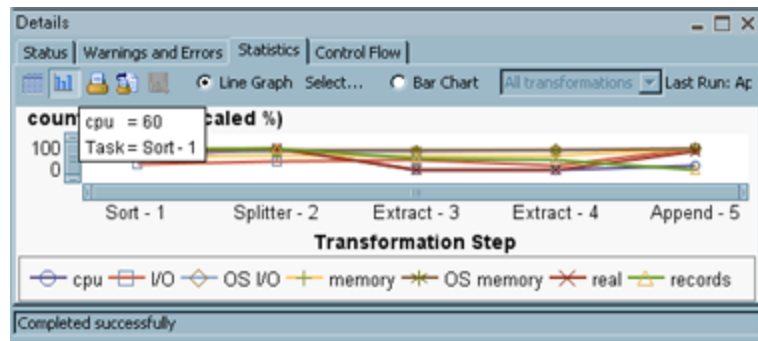 Details
Status Warnings and Errors Statistics Control Flow
Line Graph Select... Bar Chart All transformations Last Run: Ap
coun caled %)
cpu = 60
Task = Sort - 1
100
0
Sort - 1 Splitter - 2 Extract - 3 Extract - 4 Append - 5
Transformation Step
cpu I/O OS I/O memory OS memory real records
Completed successfully